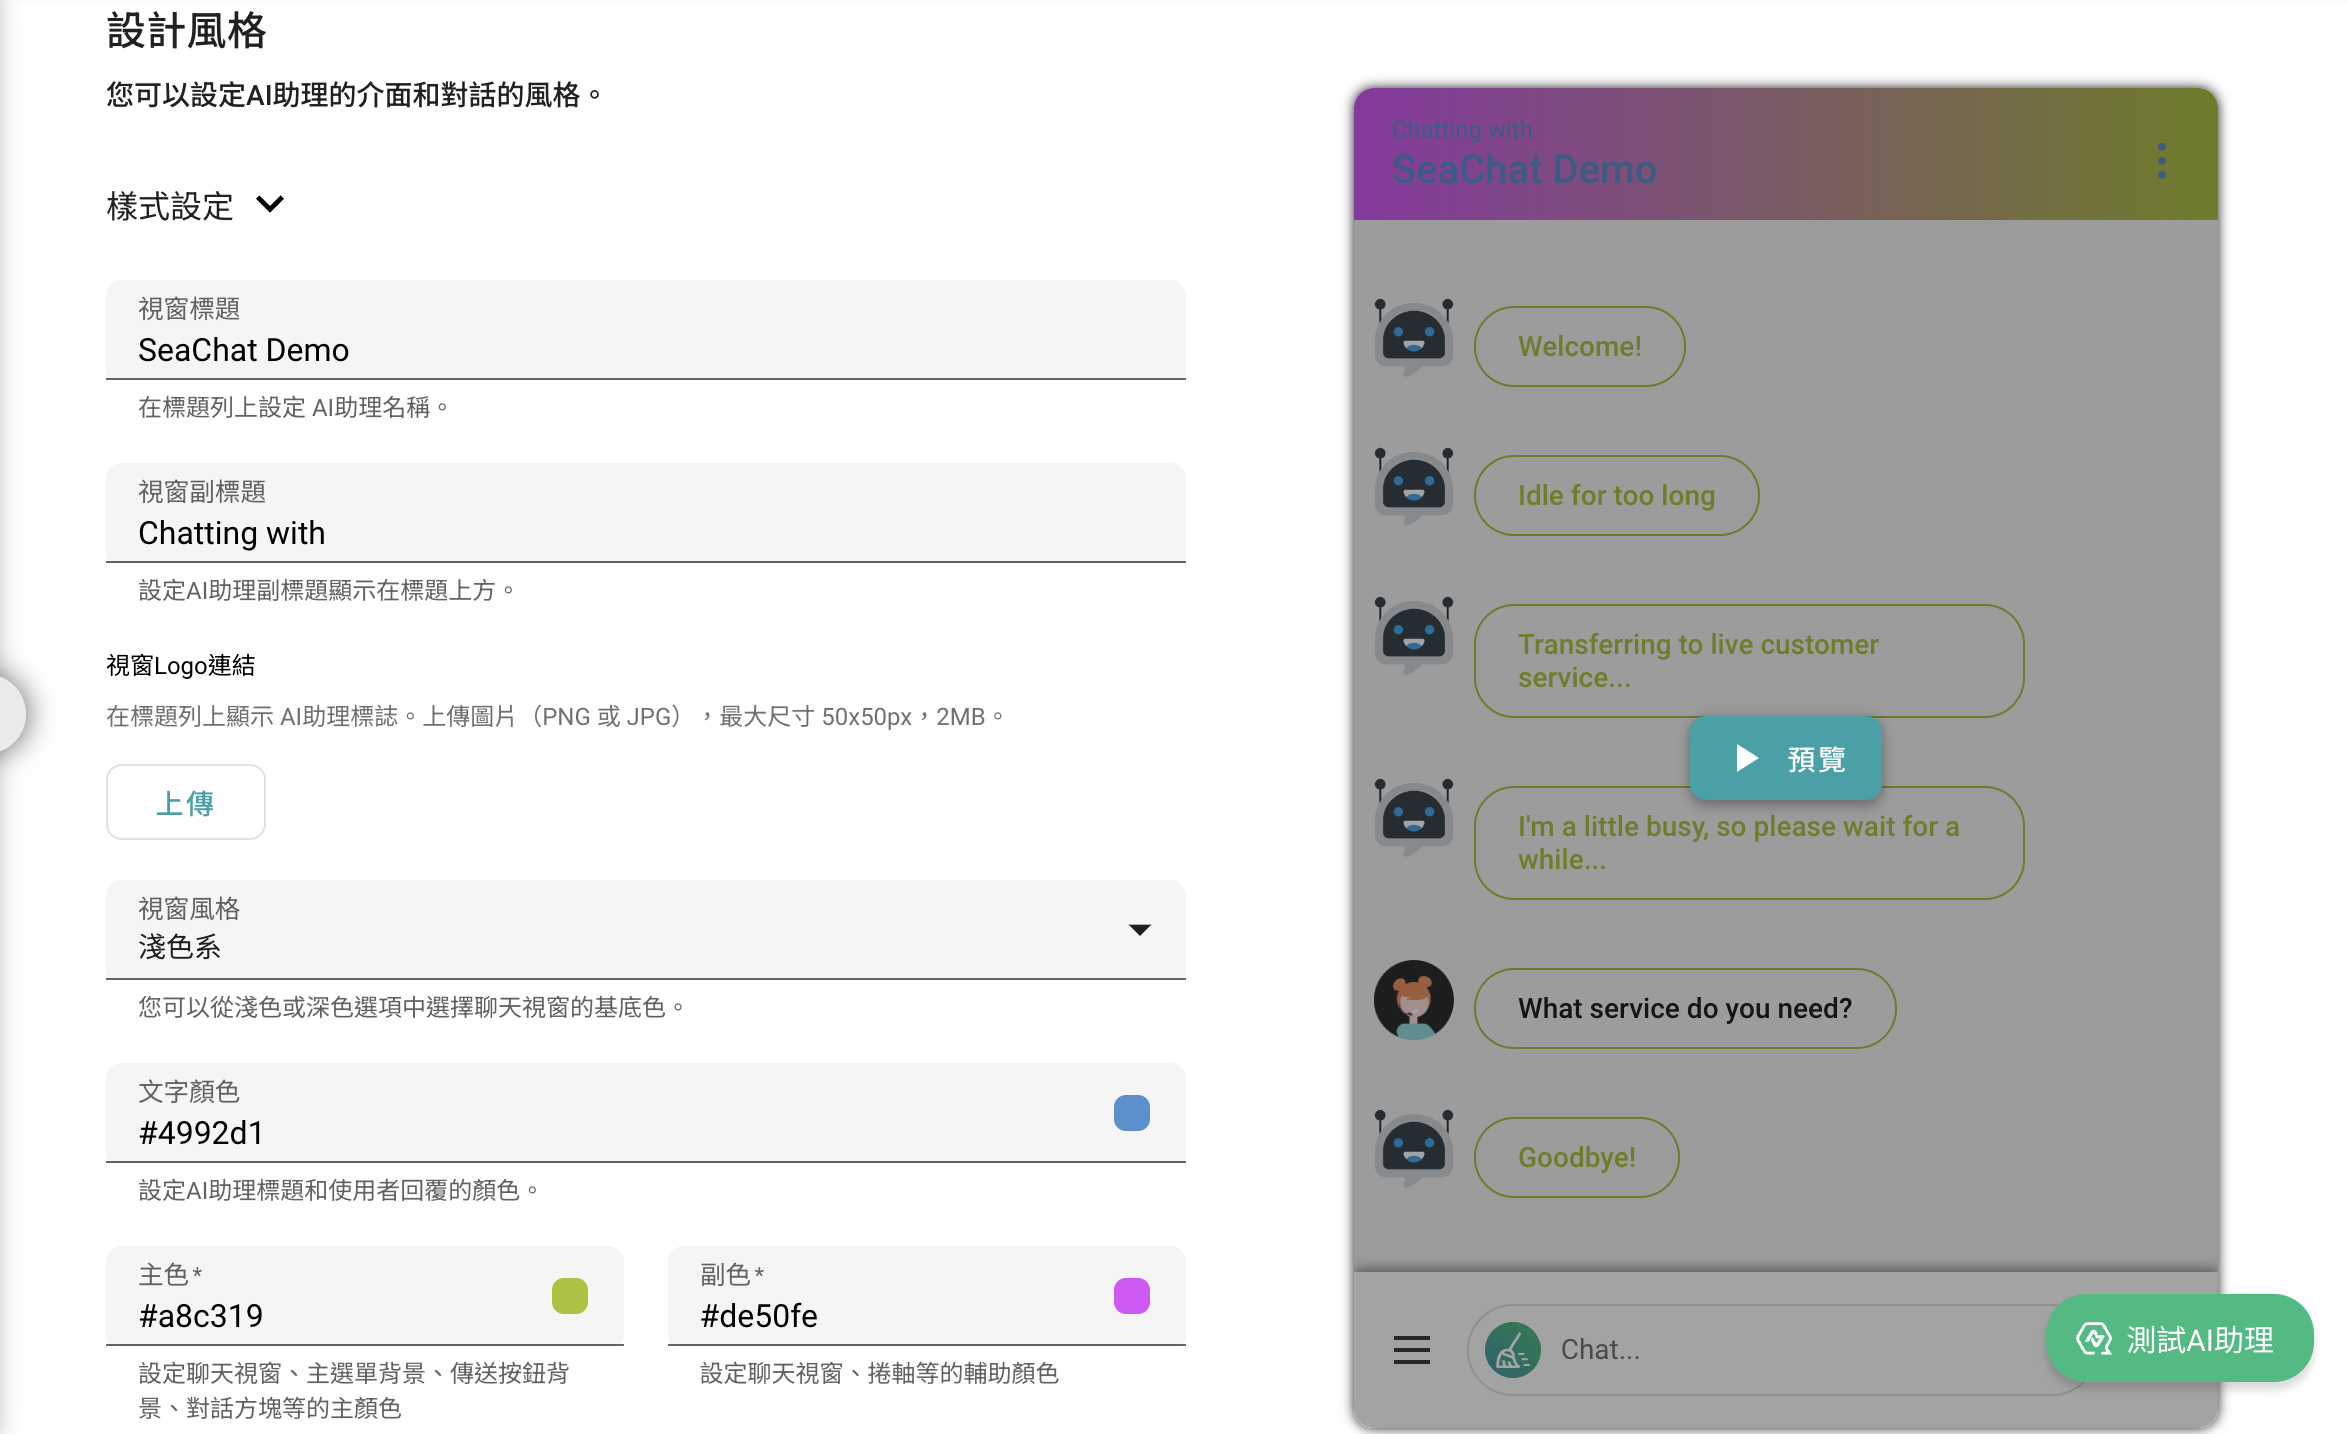 設計風格
您可以設定AI助理的介面和對話的風格。
樣式設定
視窗標題
SeaChat Demo
在標題列上設定 AI助理名稱。
視窗副標題
Chatting with
設定AI助理副標題顯示在標題上方。
視窗Logo連結
在標題列上顯示 AI助理標誌。上傳圖片（PNG 或 JPG），最大尺寸 50x50px，2MB。
上傳
視窗風格
淺色系
您可以從淺色或深色選項中選擇聊天視窗的基底色。
文字顏色
#4992d1
設定AI助理標題和使用者回覆的顏色。
主色*
#a8c319
設定聊天視窗、主選單背景、傳送按鈕背
景、對話方塊等的主顏色
副色*
#de50fe
設定聊天視窗、捲軸等的輔助顏色
Chatting with
SeaChat Demo
Welcome!
Idle for too long
Transferring to live customer
service...
預覽
I'm a little busy, so please wait for a
while...
What service do you need?
Goodbye!
Chat...
測試AI助理